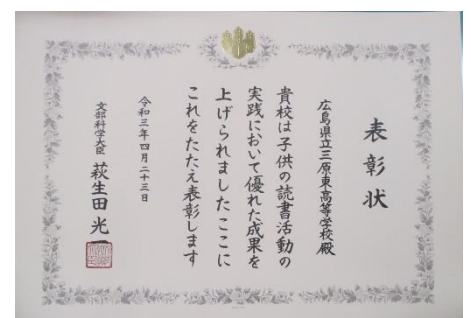 表彰状
広島県立三原東高等学校殿
貴校は子供の読書活動の
実践において優れた成果を
上げられましたここに
これをたたえ表彰します
令和三年四月二十三日
文部科学大臣 萩生田光一